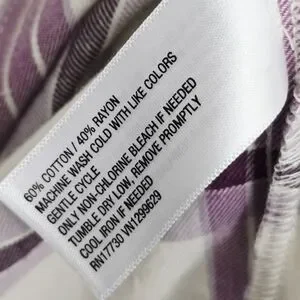 60% COTTON / 40% RAYON
MACHINE WASH COLD WITH LIKE COLORS
GENTLE CYCLE
ONLY NON-CHLORINE BLEACH IF NEEDED
TUMBLE DRY LOW, REMOVE PROMPTLY
COOL IRON IF NEEDED
RN17730 VN1299629